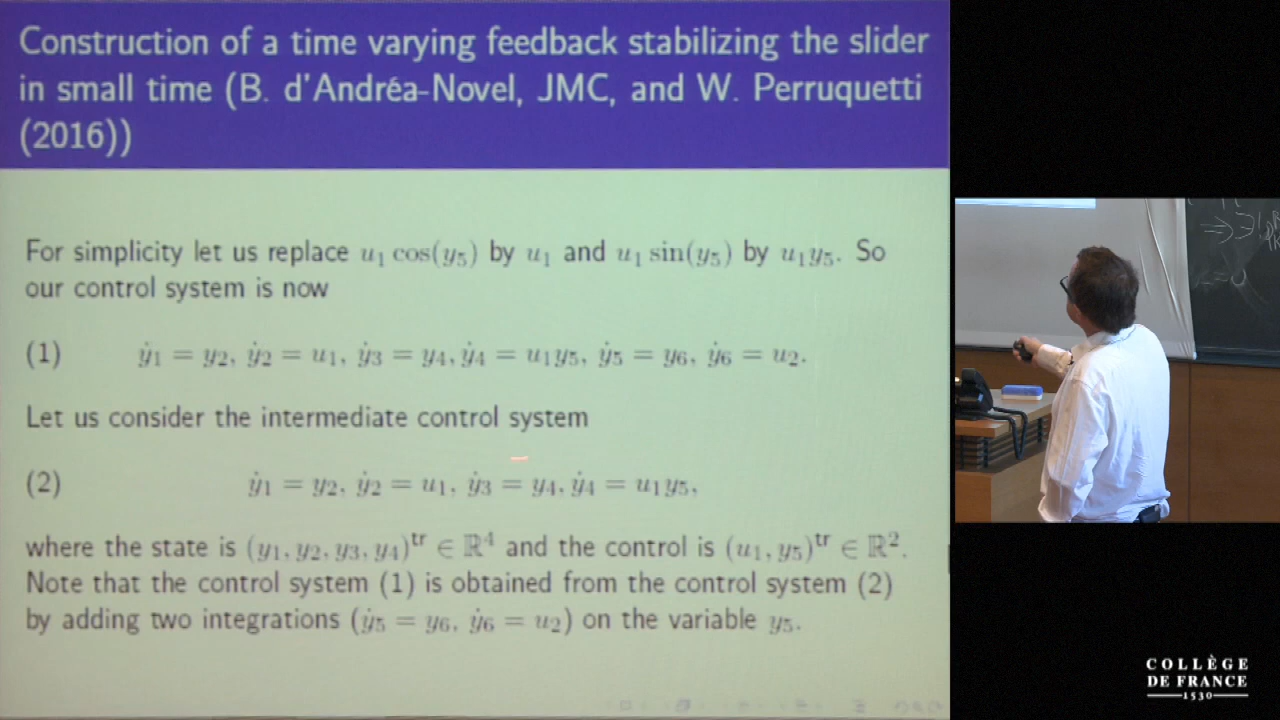 Construction of a time varying feedback stabilizing the slider
in small time (B. d'Andréa-Novel, JMC, and W. Perruquetti
(2016))
For simplicity let us replace u₁ cos(y₅) by u₁ and u₁ sin(y₅) by u₁y₅. So
our control system is now
(1) ẏ₁ = y₂, ẏ₂ = u₁, ẏ₃ = y₄, ẏ₄ = u₁y₅, ẏ₅ = y₆, ẏ₆ = u₂.
Let us consider the intermediate control system
(2) ẏ₁ = y₂, ẏ₂ = u₁, ẏ₃ = y₄, ẏ₄ = u₁y₅,
where the state is (y₁, y₂, y₃, y₄)ᵗʳ ∈ ℝ⁴ and the control is (u₁, y₅)ᵗʳ ∈ ℝ².
Note that the control system (1) is obtained from the control system (2)
by adding two integrations (ẏ₅ = y₆, ẏ₆ = u₂) on the variable y₅.
COLLÈGE
DE FRANCE
1530